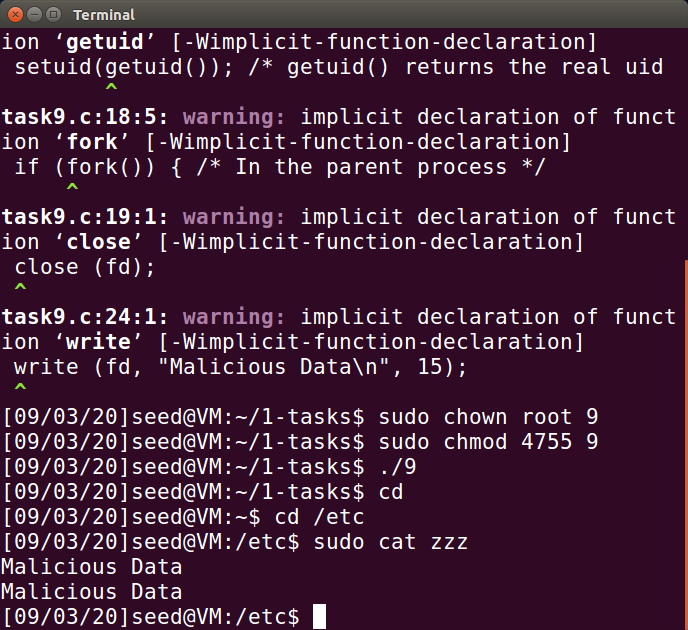 Terminal
ion ‘getuid’ [-Wimplicit-function-declaration]
 setuid(getuid()); /* getuid() returns the real uid
        ^
task9.c:18:5: warning: implicit declaration of funct
ion ‘fork’ [-Wimplicit-function-declaration]
 if (fork()) { /* In the parent process */
     ^
task9.c:19:1: warning: implicit declaration of funct
ion ‘close’ [-Wimplicit-function-declaration]
 close (fd);
 ^
task9.c:24:1: warning: implicit declaration of funct
ion ‘write’ [-Wimplicit-function-declaration]
 write (fd, "Malicious Data\n", 15);
 ^
[09/03/20]seed@VM:~/1-tasks$ sudo chown root 9
[09/03/20]seed@VM:~/1-tasks$ sudo chmod 4755 9
[09/03/20]seed@VM:~/1-tasks$ ./9
[09/03/20]seed@VM:~/1-tasks$ cd
[09/03/20]seed@VM:~$ cd /etc
[09/03/20]seed@VM:/etc$ sudo cat zzz
Malicious Data
Malicious Data
[09/03/20]seed@VM:/etc$